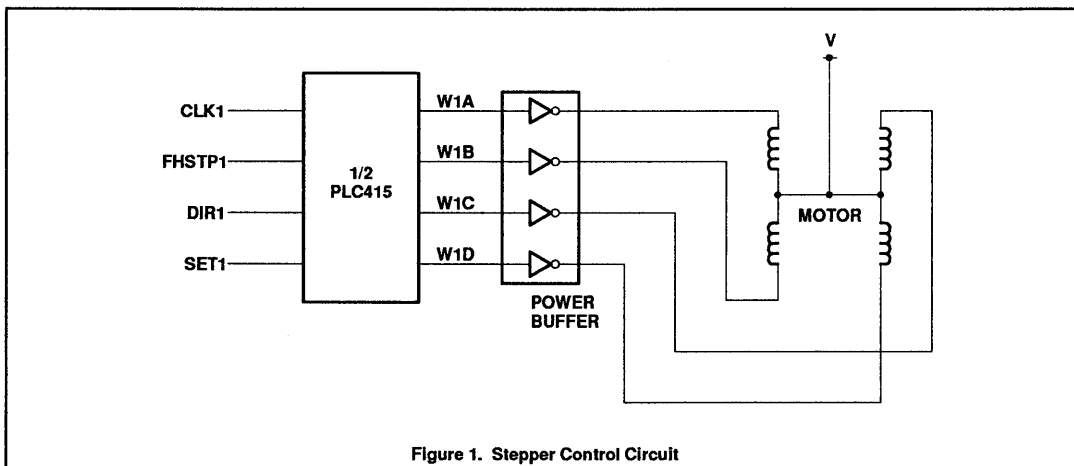 V
CLK1
FHSTP1
DIR1
SET1
1/2
PLC415
W1A
W1B
W1C
W1D
POWER
BUFFER
MOTOR
Figure 1. Stepper Control Circuit